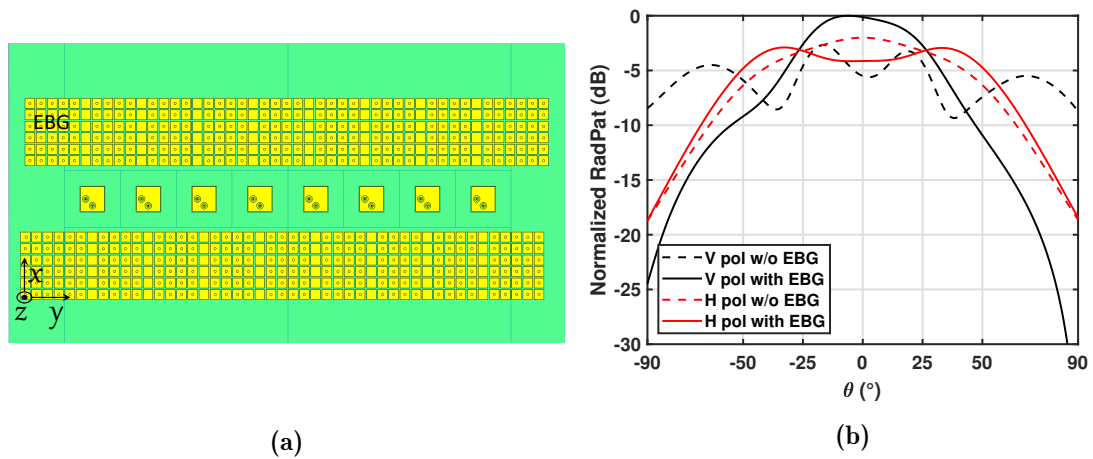 EBG
x
z
y
Normalized RadPat (dB)
0
-5
-10
-15
-20
-25
-30
V pol w/o EBG
V pol with EBG
H pol w/o EBG
H pol with EBG
-90
-50
-25
0
25
50
90
θ (°)
(a)
(b)